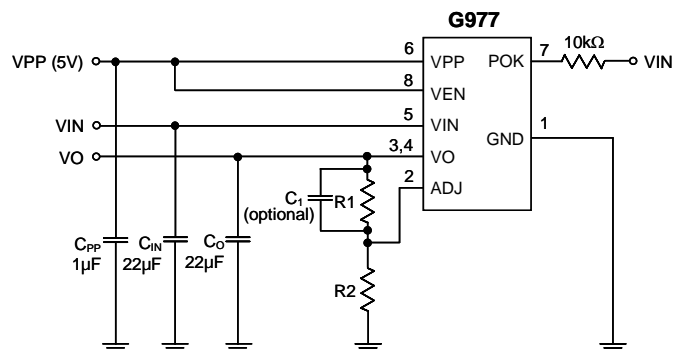 G977
VPP (5V)
6
VPP
POK
7
10kΩ
VIN
8
VEN
VIN
5
VIN
GND
1
VO
3,4
VO
2
ADJ
C1
(optional)
R1
CPP
1µF
CIN
22µF
CO
22µF
R2